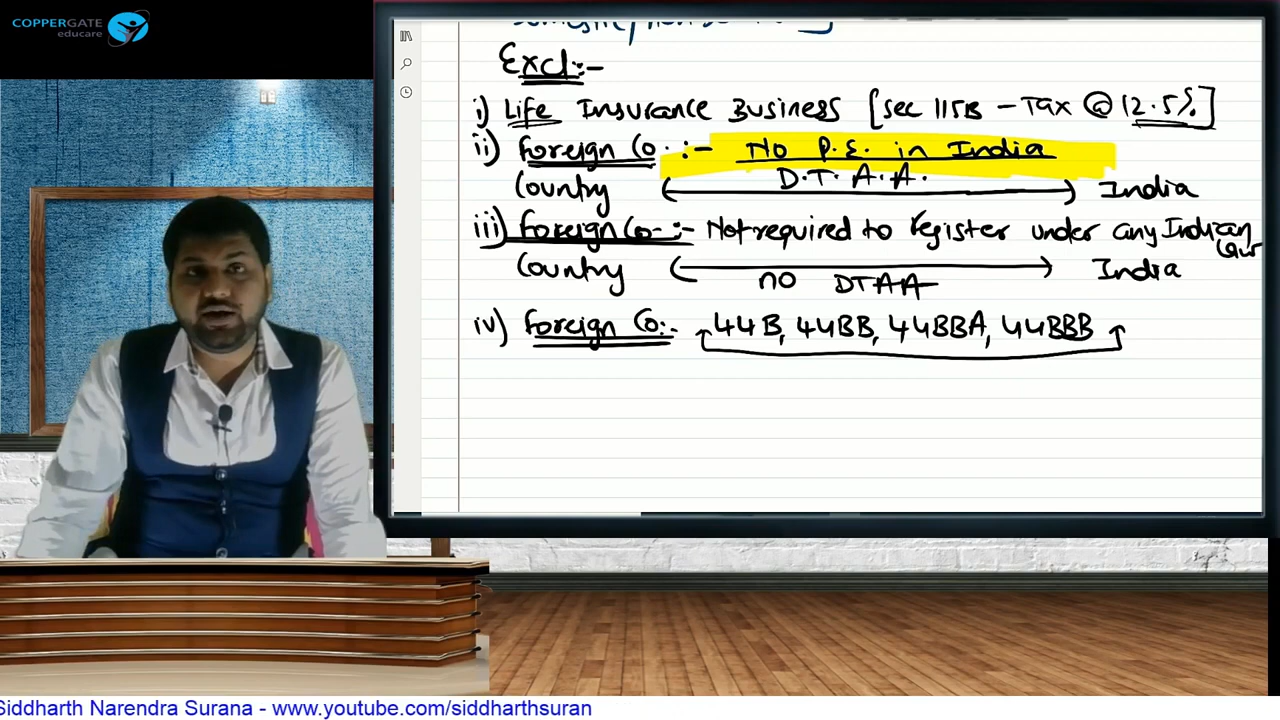 COPPERGATE
educare
Excl:-
i) Life Insurance Business [Sec 115B - Tax @ 12.5%]
ii) Foreign Co. :- No P.E. in India
Country D.T.A.A. India
iii) Foreign Co- :- Not required to register under any Indian Law
Country no DTAA India
iv) Foreign Co:- 44B, 44BB, 44BBA, 44BBB
Siddharth Narendra Surana - www.youtube.com/siddharthsuran